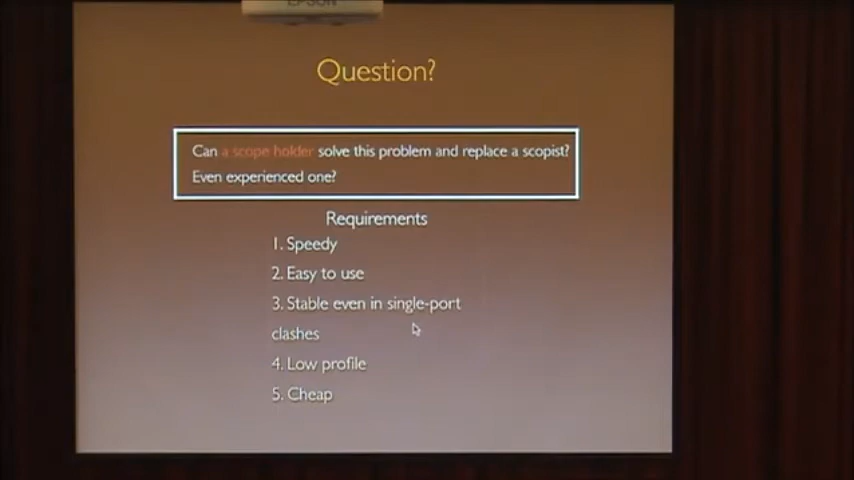 EPSON
Question?
Can a scope holder solve this problem and replace a scopist?
Even experienced one?
Requirements
1. Speedy
2. Easy to use
3. Stable even in single-port
clashes
4. Low profile
5. Cheap